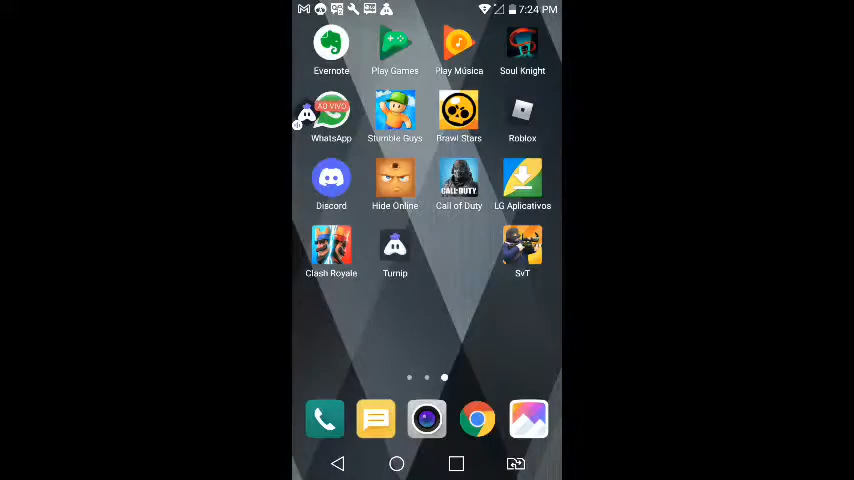 7:24 PM
Evernote
Play Games
Play Música
Soul Knight
AO VIVO
WhatsApp
Stumble Guys
Brawl Stars
Roblox
CALL OF DUTY
Discord
Hide Online
Call of Duty
LG Aplicativos
Clash Royale
Turnip
SvT